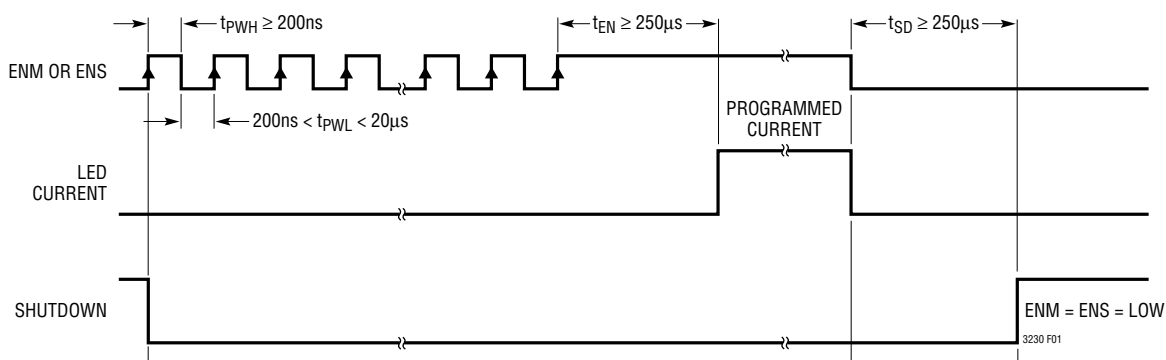 tPWH ≥ 200ns
tEN ≥ 250µs
tSD ≥ 250µs
ENM OR ENS
200ns < tPWL < 20µs
PROGRAMMED
CURRENT
LED
CURRENT
SHUTDOWN
ENM = ENS = LOW
3230 F01